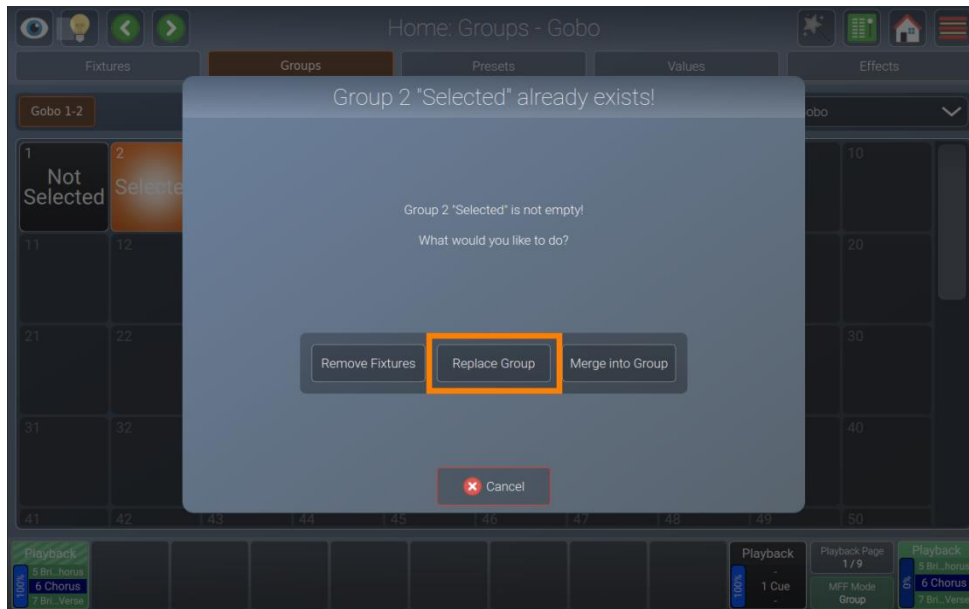 Home: Groups - Gobo
Fixtures
Groups
Presets
Values
Effects
Gobo 1-2
obo
Group 2 "Selected" already exists!
Group 2 "Selected" is not empty!
What would you like to do?
Remove Fixtures
Replace Group
Merge into Group
Cancel
1
Not
Selected
2
Selecte
10
11
12
20
21
22
30
31
32
40
41
42
43
44
45
46
47
48
49
50
Playback
100%
5 Bri...horus
6 Chorus
7 Bri...Verse
Playback
100%
-
1 Cue
-
Playback Page
1 / 9
MFF Mode
Group
Playback
0%
5 Bri...horus
6 Chorus
7 Bri...Verse